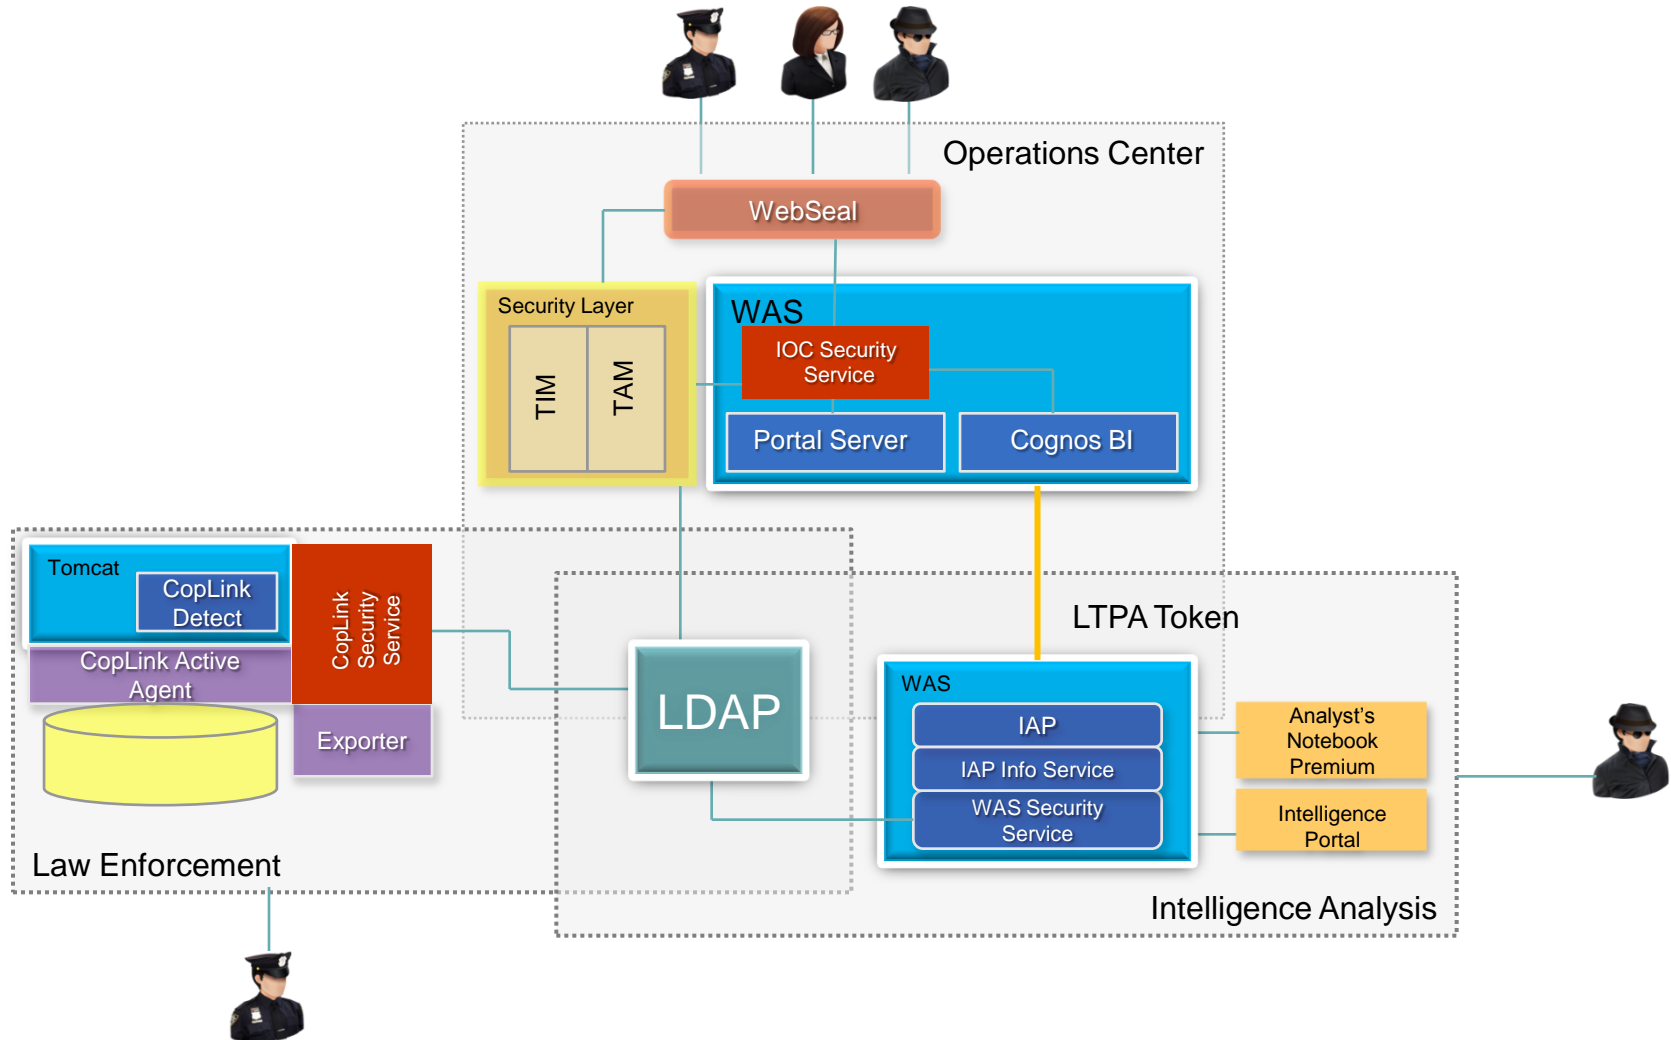 Operations Center
WebSeal
Security Layer
TIM
TAM
WAS
IOC Security
Service
Portal Server
Cognos BI
Tomcat
CopLink
Detect
CopLink
Security
Service
CopLink Active
Agent
Exporter
Law Enforcement
LDAP
LTPA Token
WAS
IAP
IAP Info Service
WAS Security
Service
Analyst’s
Notebook
Premium
Intelligence
Portal
Intelligence Analysis